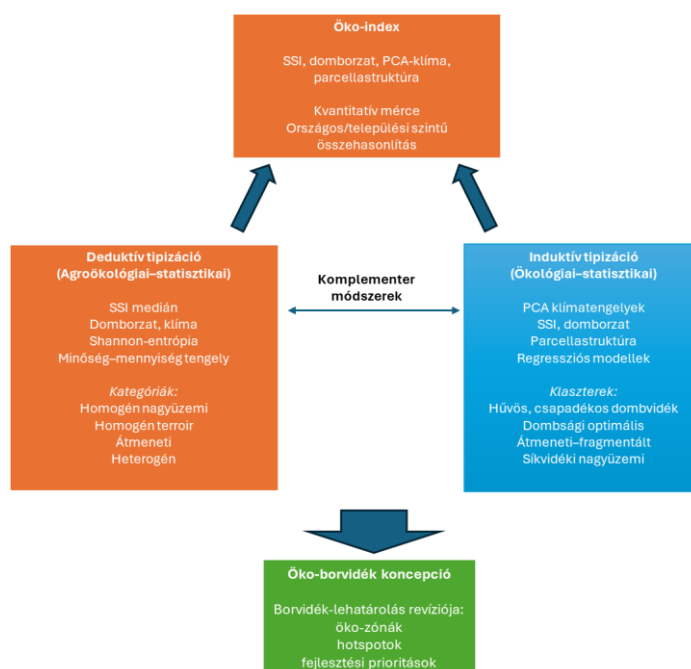 Öko-index
SSI, domborzat, PCA-klíma,
parcellastruktúra
Kvantitatív mérce
Országos/települési szintű
összehasonlítás
Deduktív tipizáció
(Agroökológiai–statisztikai)
SSI medián
Domborzat, klíma
Shannon-entrópia
Minőség–mennyiség tengely
Kategóriák:
Homogén nagyüzemi
Homogén terroir
Átmeneti
Heterogén
Komplementer
módszerek
Induktív tipizáció
(Ökológiai–statisztikai)
PCA klímatengelyek
SSI, domborzat
Parcellastruktúra
Regressziós modellek
Klaszterek:
Hűvös, csapadékos dombvidék
Dombsági optimális
Átmeneti–fragmentált
Síkvidéki nagyüzemi
Öko-borvidék koncepció
Borvidék-lehatárolás revíziója:
öko-zónák
hotspotok
fejlesztési prioritások